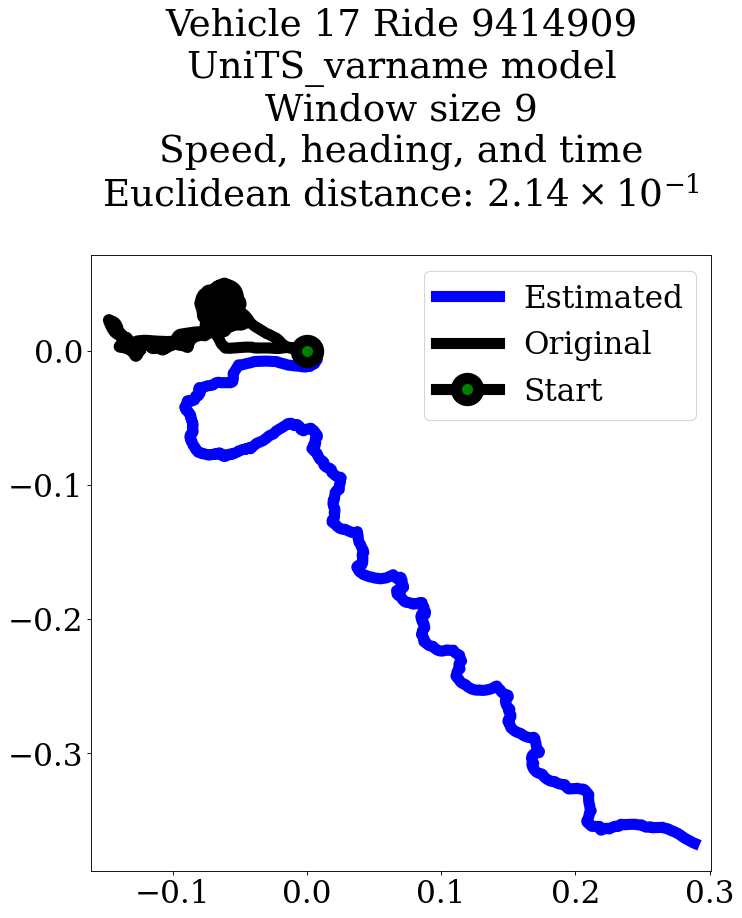 Vehicle 17 Ride 9414909
UniTS_varname model
Window size 9
Speed, heading, and time
Euclidean distance: 2.14 × 10⁻¹
Estimated
Original
Start
0.0
−0.1
−0.2
−0.3
−0.1 0.0 0.1 0.2 0.3